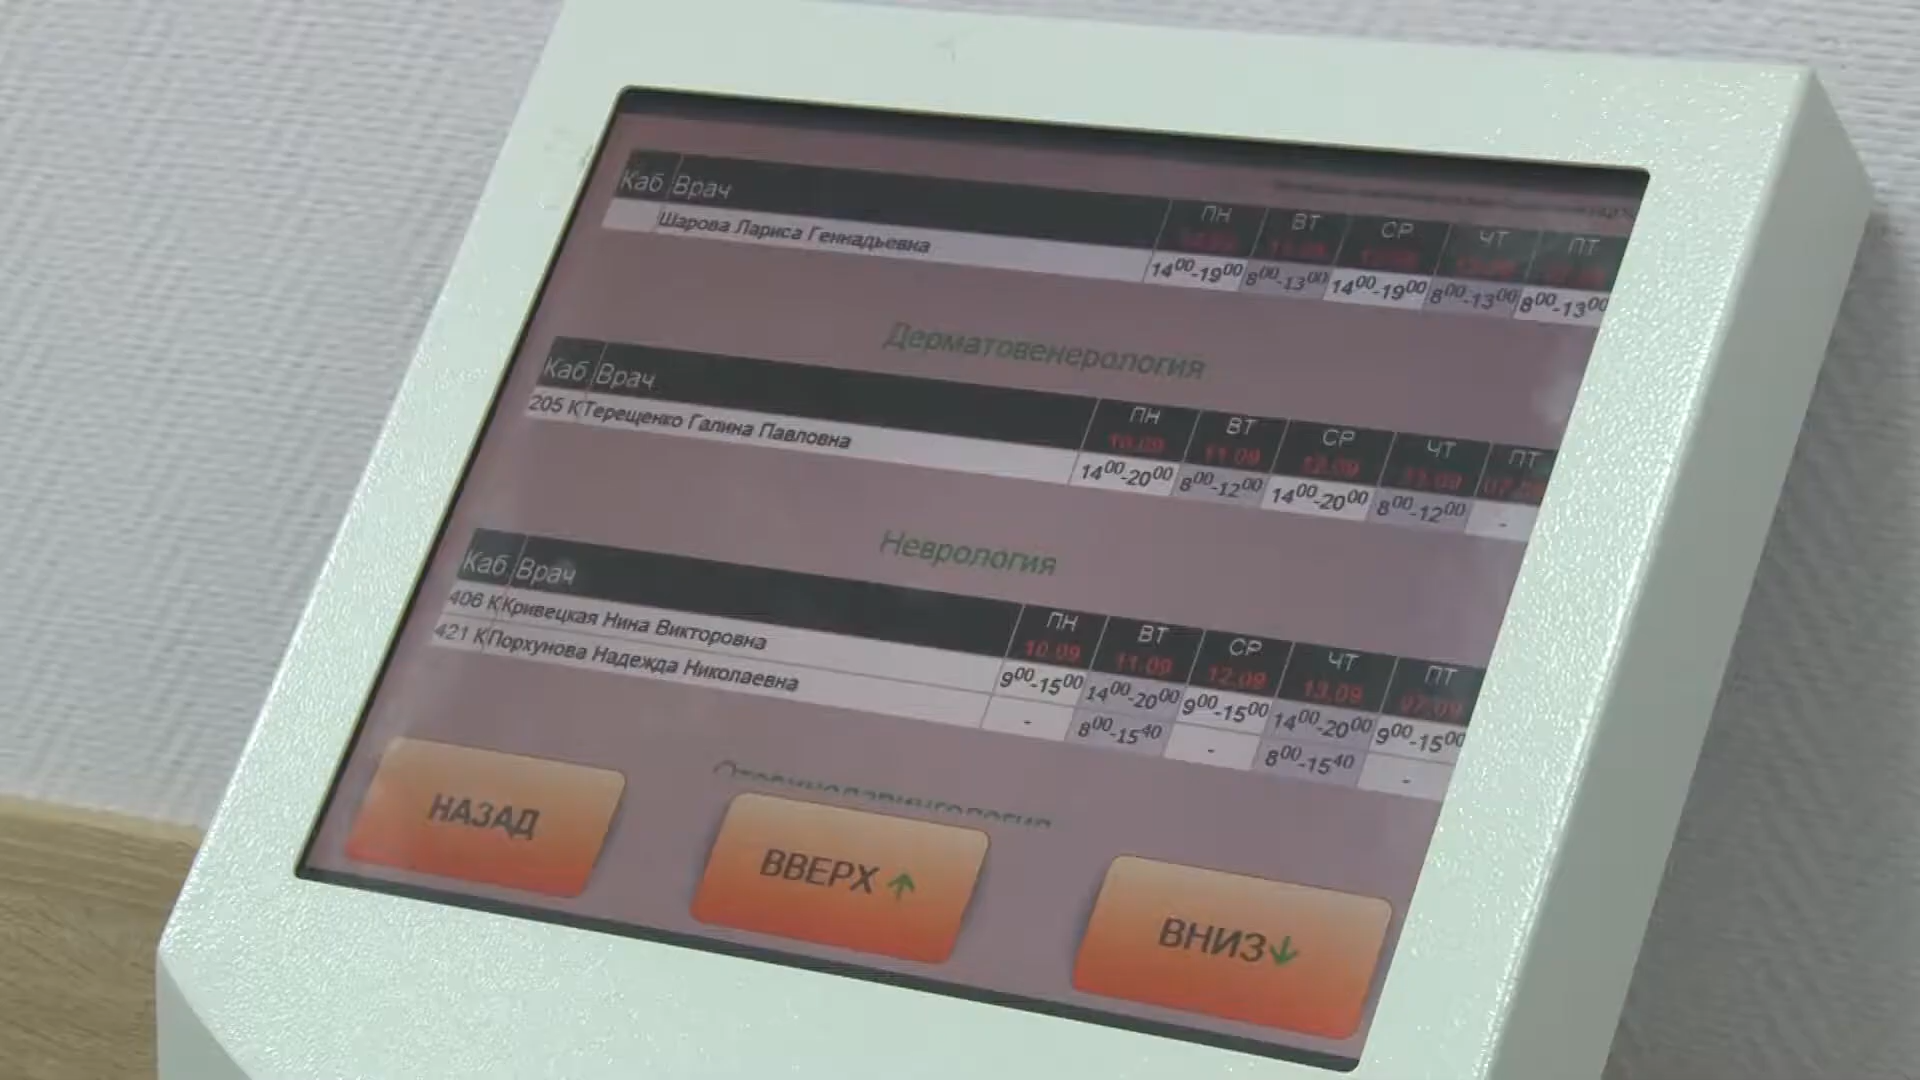 Каб Врач ПН ВТ СР ЧТ ПТ
Шарова Лариса Геннадьевна 14⁰⁰-19⁰⁰ 8⁰⁰-13⁰⁰ 14⁰⁰-19⁰⁰ 8⁰⁰-13⁰⁰ 8⁰⁰-13⁰⁰
Дерматовенерология
Каб Врач ПН ВТ СР ЧТ ПТ
10.09 11.09 12.09 13.09 07.09
205 К Терещенко Галина Павловна 14⁰⁰-20⁰⁰ 8⁰⁰-12⁰⁰ 14⁰⁰-20⁰⁰ 8⁰⁰-12⁰⁰ -
Неврология
Каб Врач ПН ВТ СР ЧТ ПТ
10.09 11.09 12.09 13.09 07.09
406 К Кривецкая Нина Викторовна 9⁰⁰-15⁰⁰ 14⁰⁰-20⁰⁰ 9⁰⁰-15⁰⁰ 14⁰⁰-20⁰⁰ 9⁰⁰-15⁰⁰
421 К Порхунова Надежда Николаевна - 8⁰⁰-15⁴⁰ - 8⁰⁰-15⁴⁰ -
Оториноларингология
НАЗАД ВВЕРХ ↑ ВНИЗ ↓